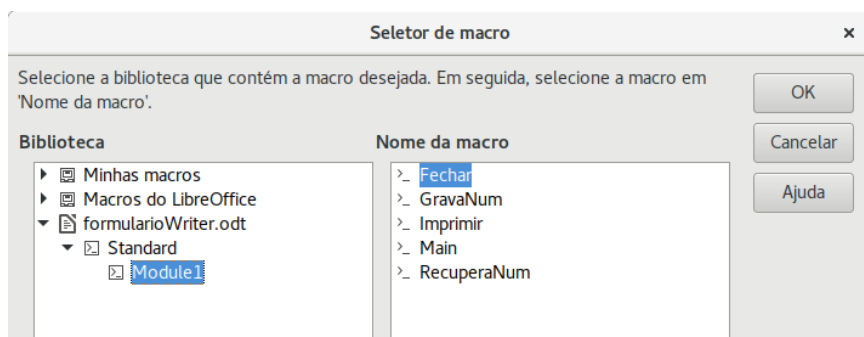 Seletor de macro
Selecione a biblioteca que contém a macro desejada. Em seguida, selecione a macro em
'Nome da macro'.
OK
Cancelar
Ajuda
Biblioteca
Minhas macros
Macros do LibreOffice
formularioWriter.odt
Standard
Module1
Nome da macro
Fechar
GravaNum
Imprimir
Main
RecuperaNum